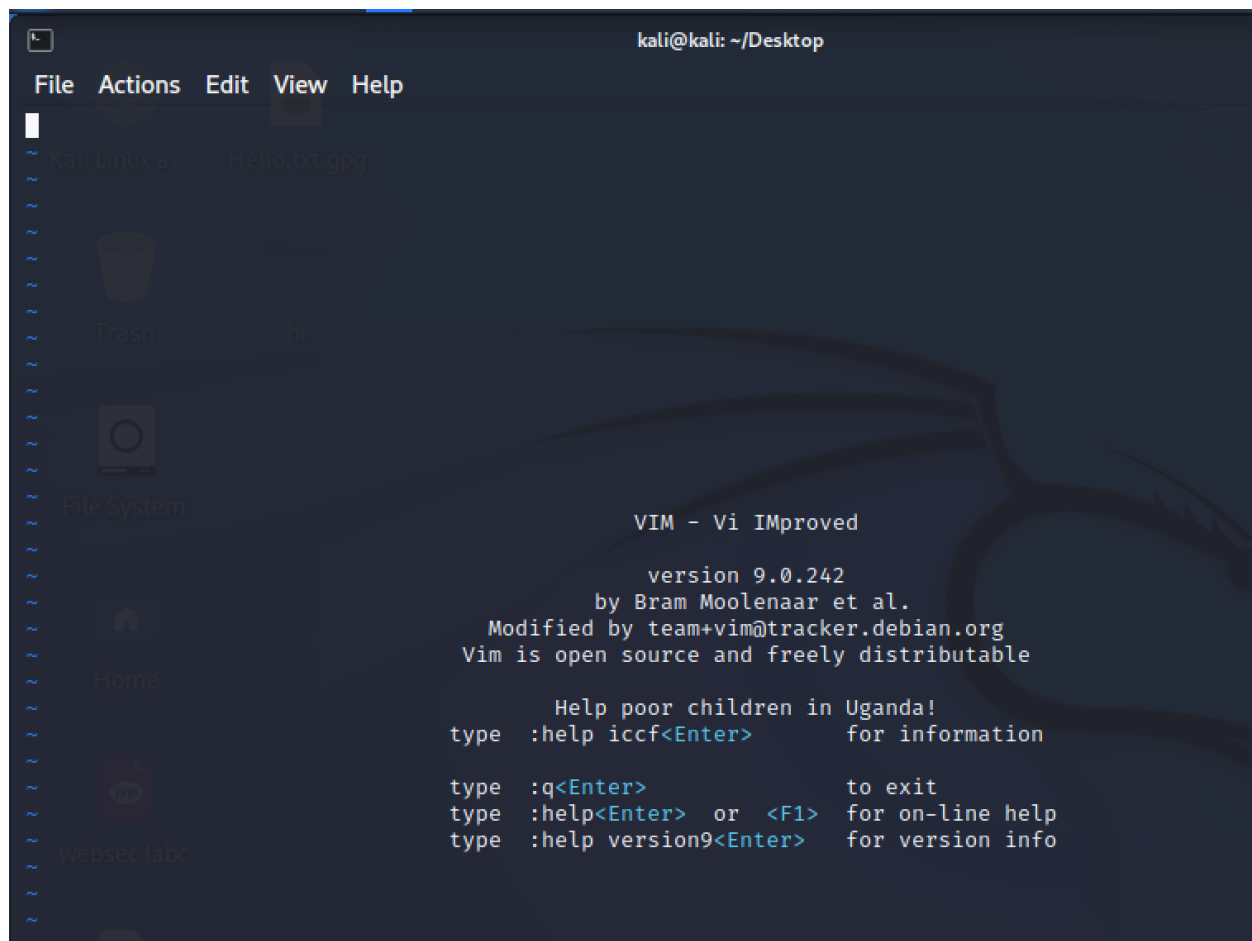 kali@kali: ~/Desktop
File Actions Edit View Help
~ Kali Linux a... Hello.txt.gpg
~
~
~
~
~
~
~ Trash hi
~
~
~
~
~
~ File System
~ VIM - Vi IMproved
~
~ version 9.0.242
~ by Bram Moolenaar et al.
~ Modified by team+vim@tracker.debian.org
~ Vim is open source and freely distributable
~ Home
~ Help poor children in Uganda!
~ type :help iccf<Enter> for information
~
~ type :q<Enter> to exit
~ type :help<Enter> or <F1> for on-line help
~ type :help version9<Enter> for version info
~ websec labc
~
~